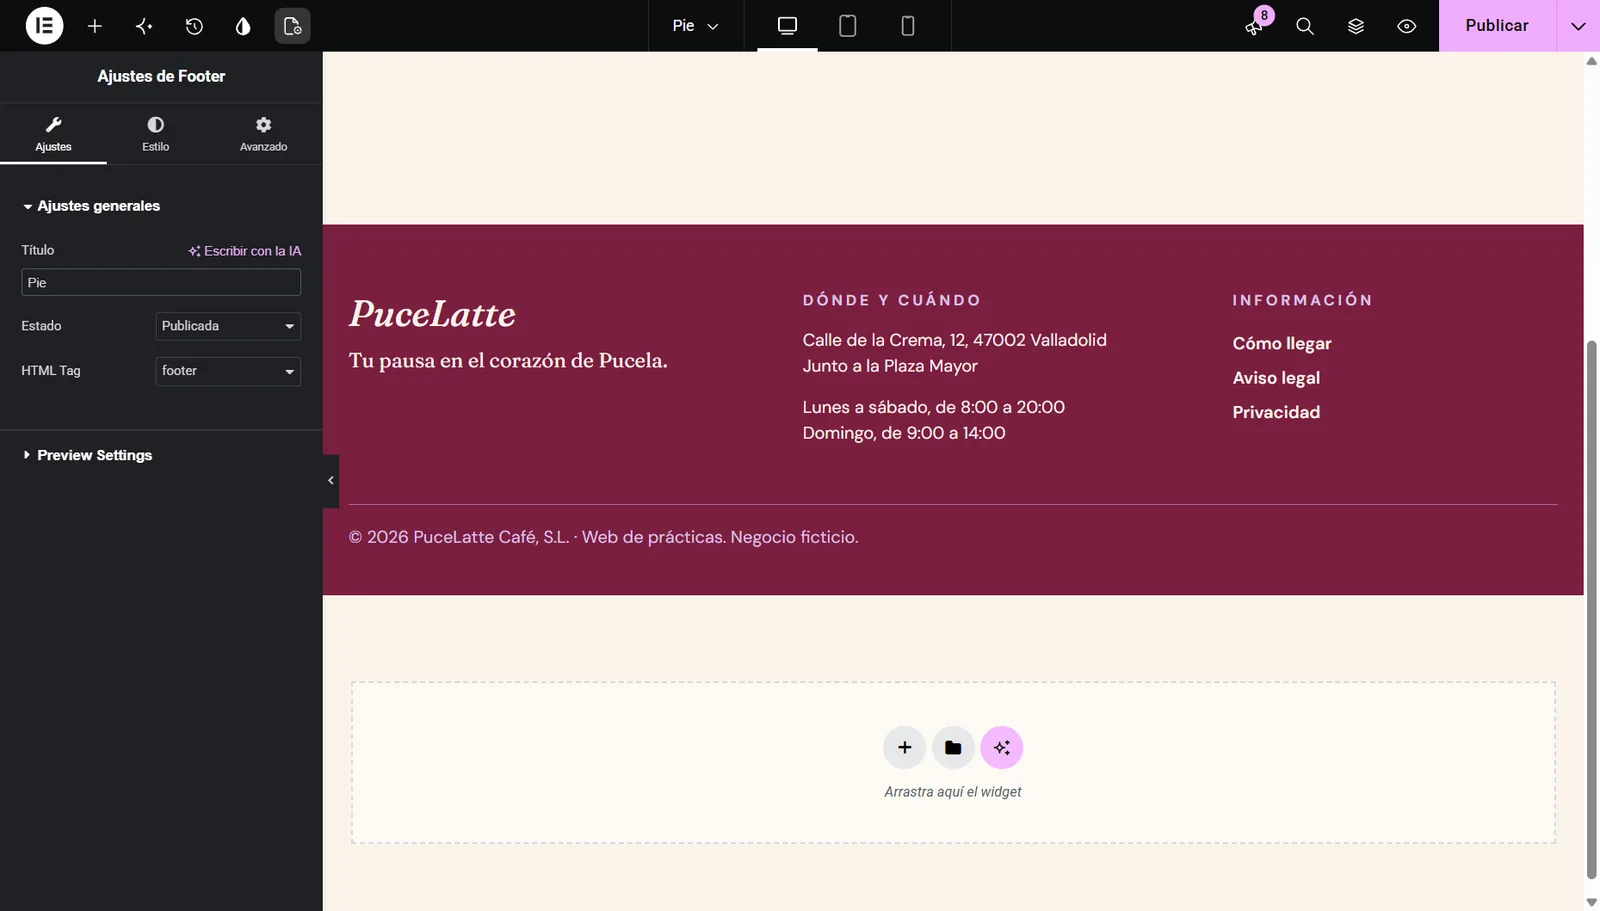 Pie
8
Publicar
Ajustes de Footer
Ajustes
Estilo
Avanzado
Ajustes generales
Título
Escribir con la IA
Pie
Estado
Publicada
HTML Tag
footer
Preview Settings
PuceLatte
Tu pausa en el corazón de Pucela.
DÓNDE Y CUÁNDO
Calle de la Crema, 12, 47002 Valladolid
Junto a la Plaza Mayor
Lunes a sábado, de 8:00 a 20:00
Domingo, de 9:00 a 14:00
INFORMACIÓN
Cómo llegar
Aviso legal
Privacidad
© 2026 PuceLatte Café, S.L. · Web de prácticas. Negocio ficticio.
Arrastra aquí el widget